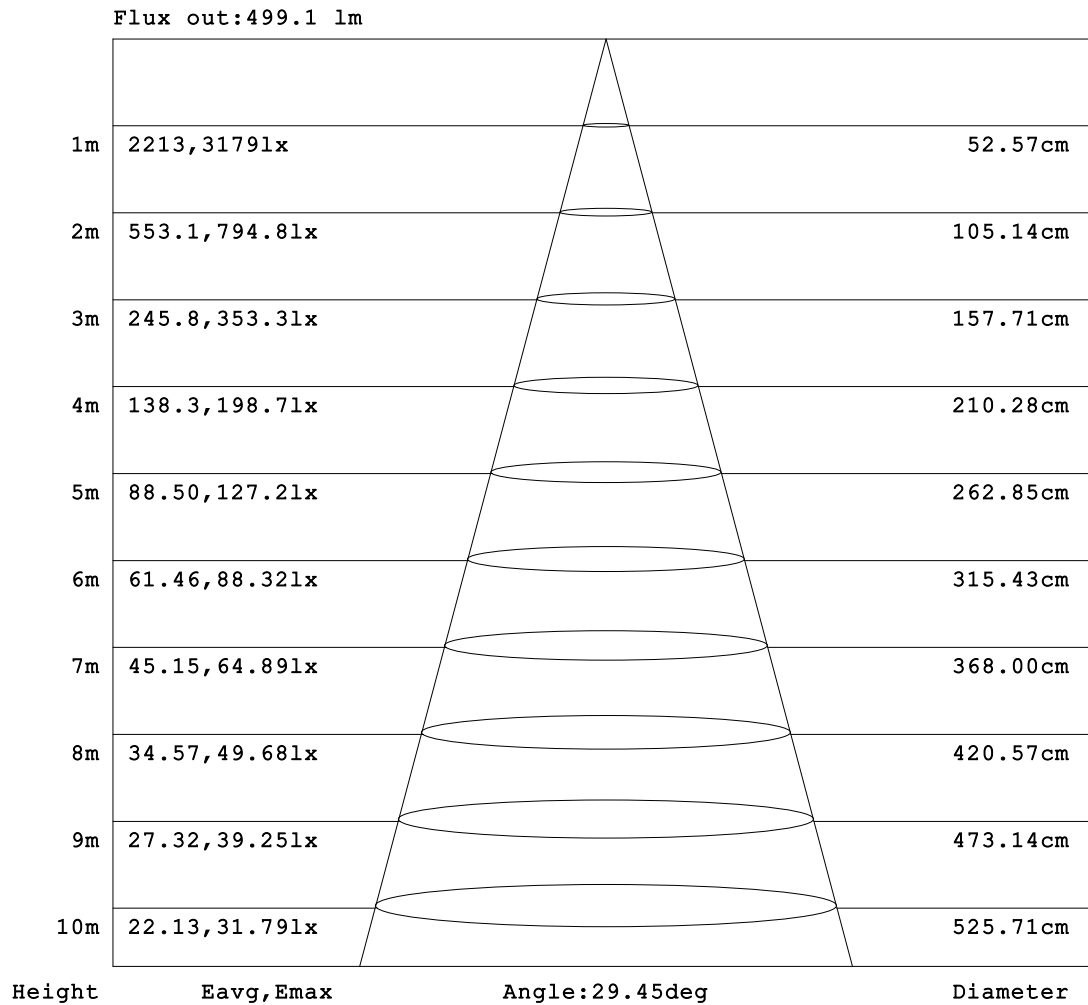 Flux out:499.1 lm
1m 2213,3179lx 52.57cm
2m 553.1,794.8lx 105.14cm
3m 245.8,353.3lx 157.71cm
4m 138.3,198.7lx 210.28cm
5m 88.50,127.2lx 262.85cm
6m 61.46,88.32lx 315.43cm
7m 45.15,64.89lx 368.00cm
8m 34.57,49.68lx 420.57cm
9m 27.32,39.25lx 473.14cm
10m 22.13,31.79lx 525.71cm
Height Eavg,Emax Angle:29.45deg Diameter